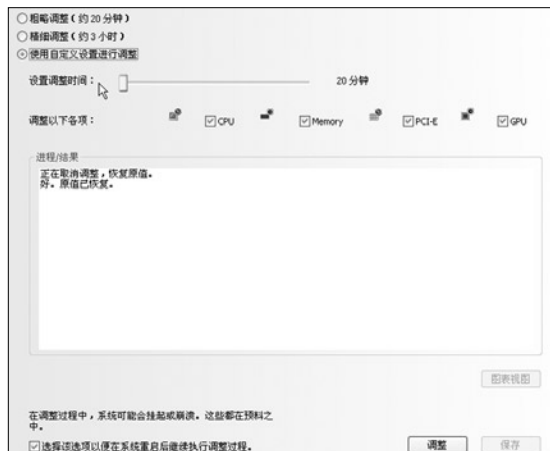 粗略调整（约20分钟）
精细调整（约3小时）
使用自定义设置进行调整
设置调整时间： 20 分钟
调整以下各项： CPU Memory PCI-E GPU
进程/结果
正在取消调整，恢复原值。
好。原值已恢复。
图表视图
在调整过程中，系统可能会挂起或崩溃。这些都在预料之
中。
选择该选项以便在系统重启后继续执行调整过程。 调整 保存